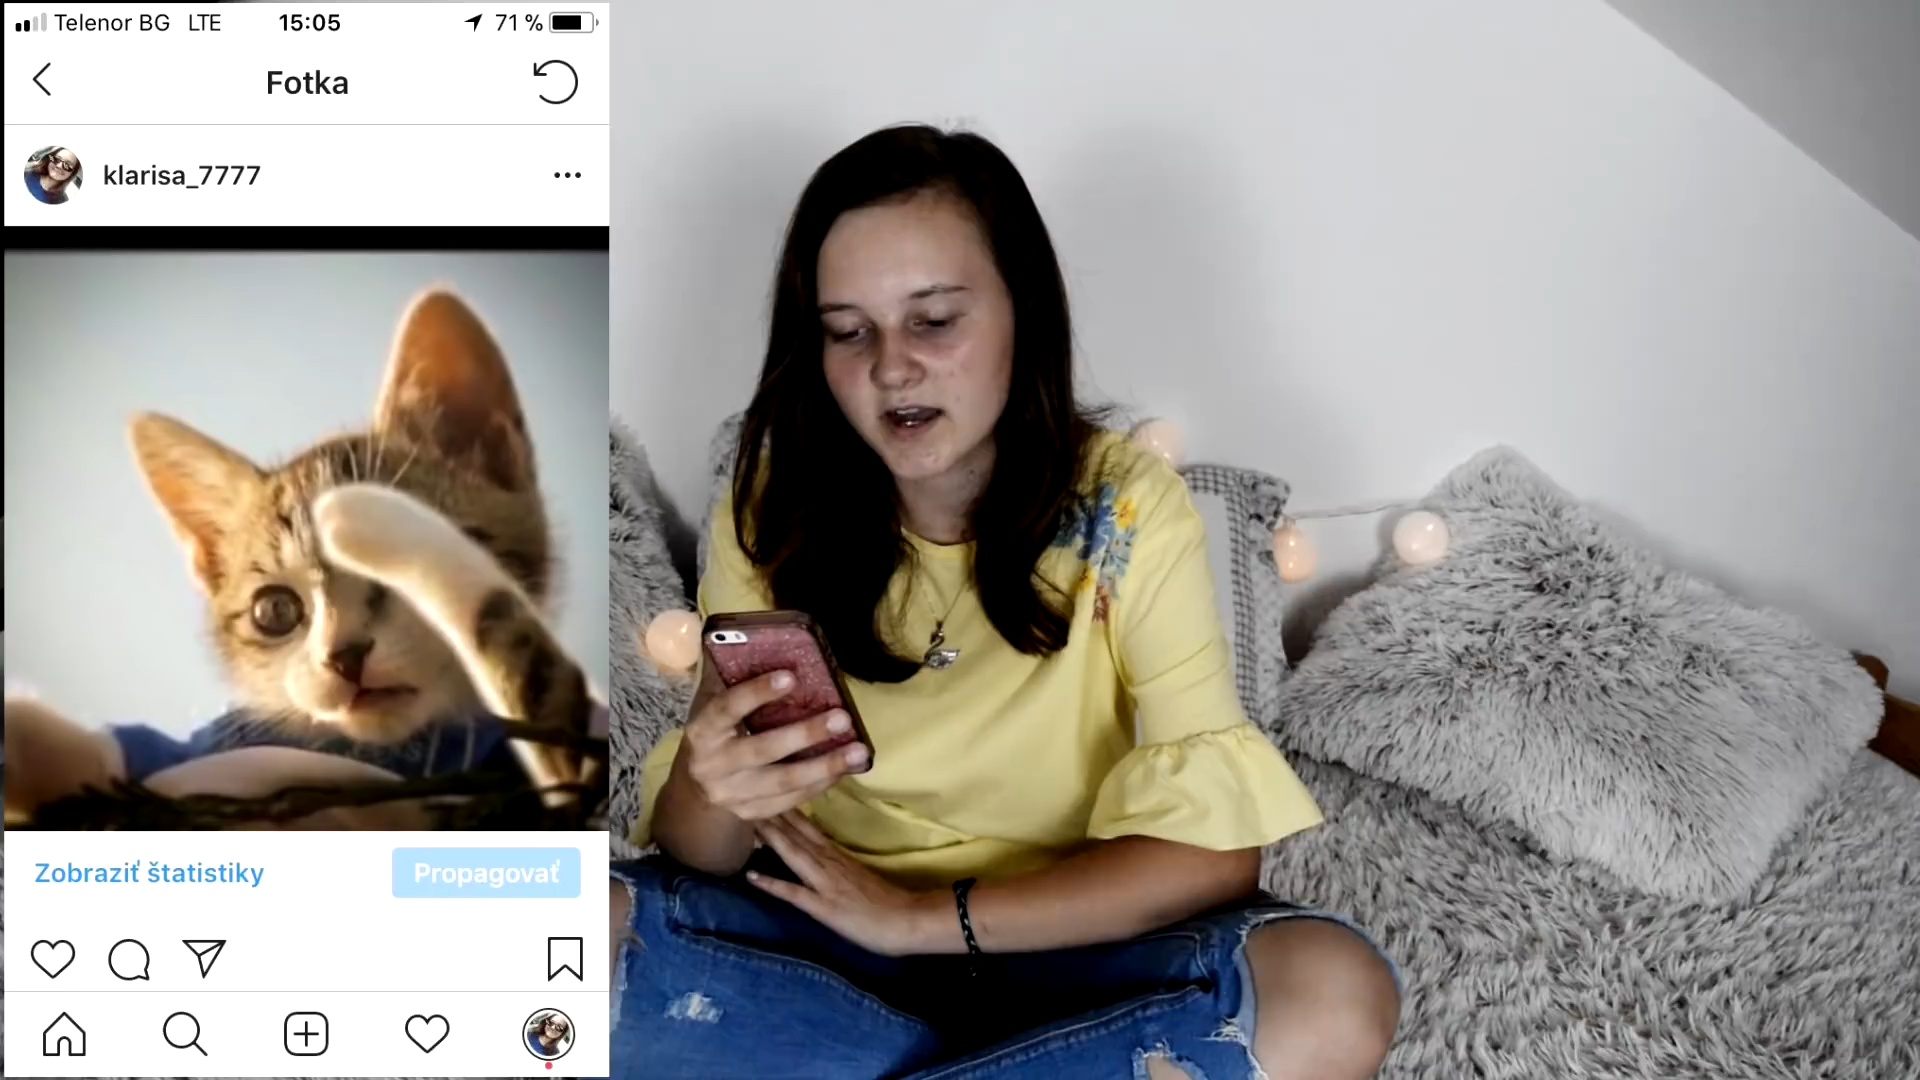 Telenor BG LTE 15:05 71 %
Fotka
klarisa_7777
Zobraziť štatistiky
Propagovať